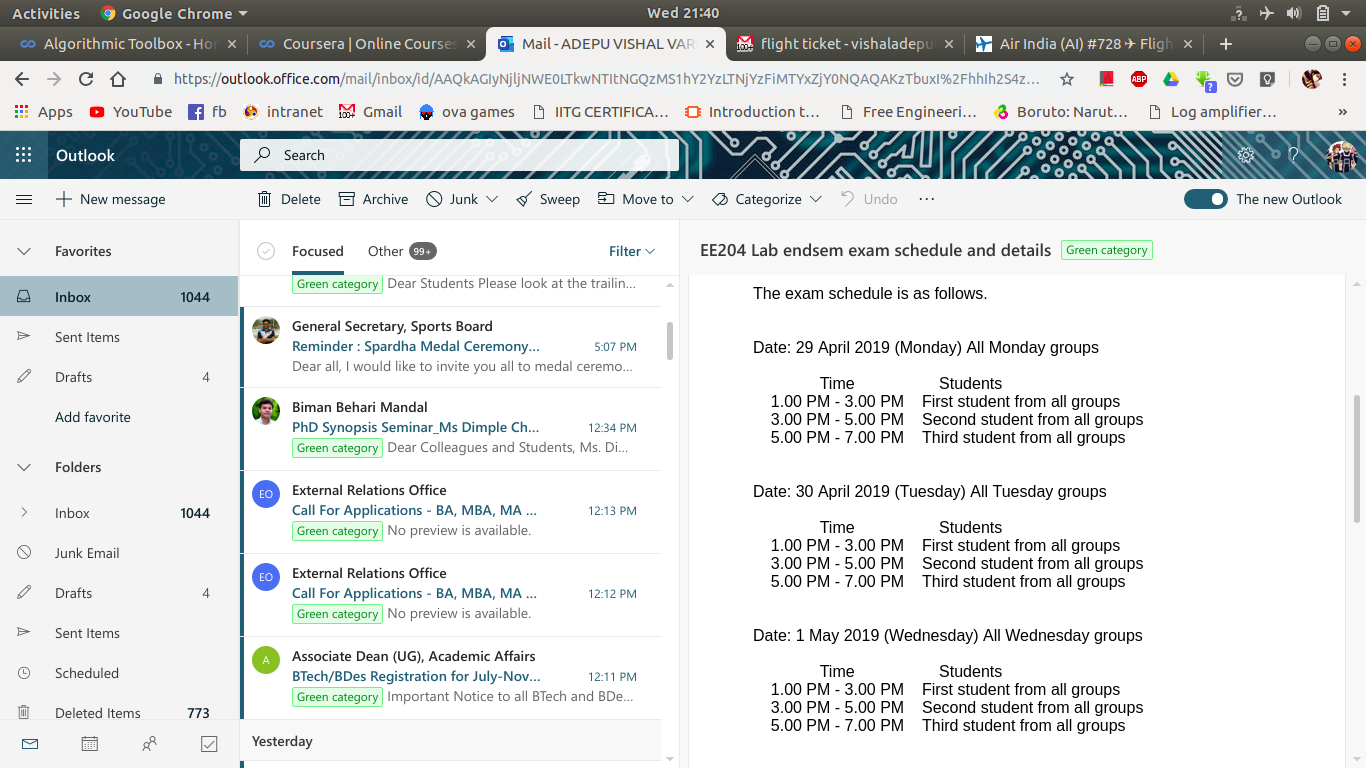 Activities Google Chrome Wed 21:40
Algorithmic Toolbox - Hor Coursera | Online Courses Mail - ADEPU VISHAL VAR flight ticket - vishaladepu Air India (AI) #728 ✈ Fligh
https://outlook.office.com/mail/inbox/id/
Apps YouTube fb intranet Gmail ova games IITG CERTIFICA... Introduction t... Free Engineeri... Boruto: Narut... Log amplifier... »
Outlook Search
New message Delete Archive Junk Sweep Move to Categorize Undo ... The new Outlook
Favorites
Inbox 1044
Sent Items
Drafts 4
Add favorite
Folders
Inbox 1044
Junk Email
Drafts 4
Sent Items
Scheduled
Deleted Items 773
Focused Other 99+ Filter
Green category Dear Students Please look at the trailin...
General Secretary, Sports Board
Reminder : Spardha Medal Ceremony... 5:07 PM
Dear all, I would like to invite you all to medal ceremo...
Biman Behari Mandal
PhD Synopsis Seminar_Ms Dimple Ch... 12:34 PM
Green category Dear Colleagues and Students, Ms. Di...
EO External Relations Office
Call For Applications - BA, MBA, MA ... 12:13 PM
Green category No preview is available.
EO External Relations Office
Call For Applications - BA, MBA, MA ... 12:12 PM
Green category No preview is available.
A Associate Dean (UG), Academic Affairs
BTech/BDes Registration for July-Nov... 12:11 PM
Green category Important Notice to all BTech and BDe...
Yesterday
EE204 Lab endsem exam schedule and details Green category
The exam schedule is as follows.
Date: 29 April 2019 (Monday) All Monday groups
Time Students
1.00 PM - 3.00 PM First student from all groups
3.00 PM - 5.00 PM Second student from all groups
5.00 PM - 7.00 PM Third student from all groups
Date: 30 April 2019 (Tuesday) All Tuesday groups
Time Students
1.00 PM - 3.00 PM First student from all groups
3.00 PM - 5.00 PM Second student from all groups
5.00 PM - 7.00 PM Third student from all groups
Date: 1 May 2019 (Wednesday) All Wednesday groups
Time Students
1.00 PM - 3.00 PM First student from all groups
3.00 PM - 5.00 PM Second student from all groups
5.00 PM - 7.00 PM Third student from all groups